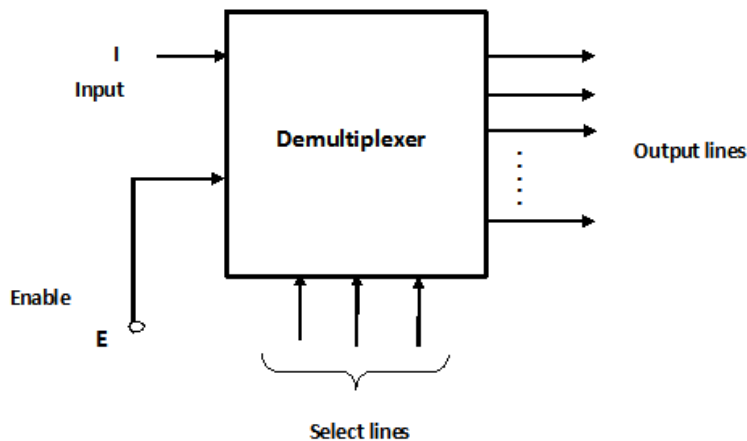 I
Input
Demultiplexer
Output lines
Enable
E
Select lines